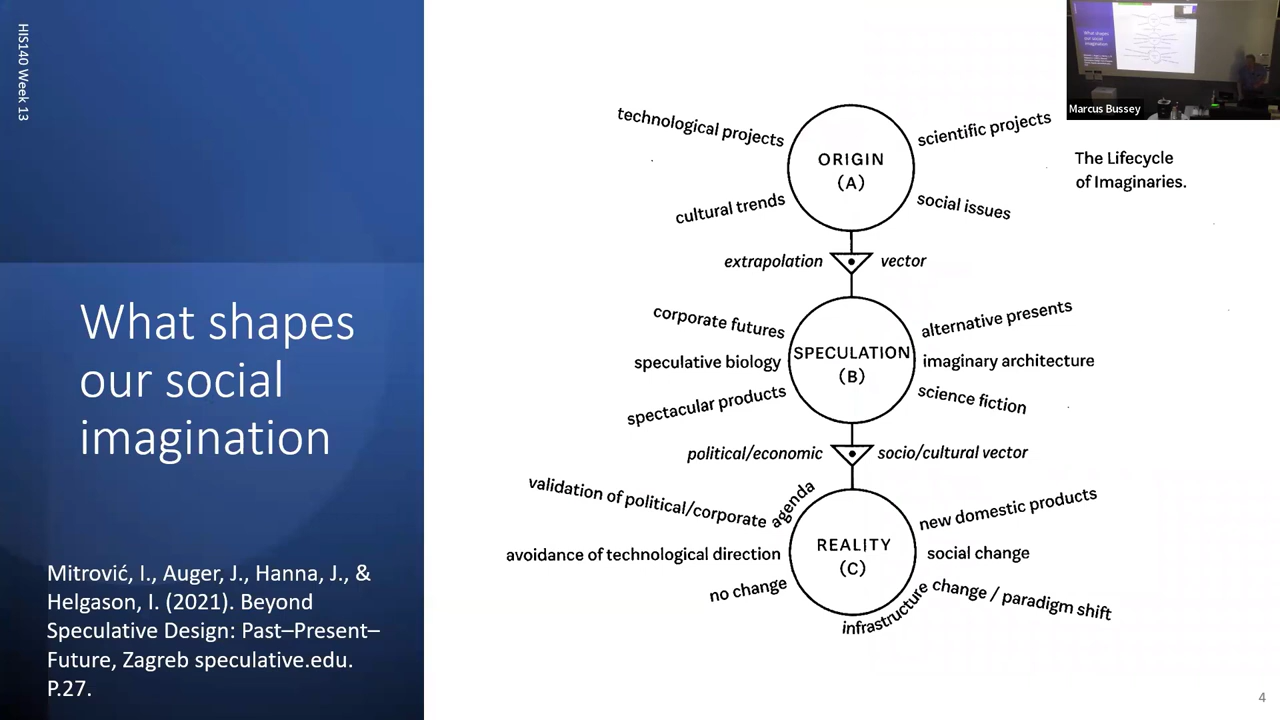 HIS140 Week 13
What shapes
our social
imagination
Mitrović, I., Auger, J., Hanna, J., &
Helgason, I. (2021). Beyond
Speculative Design: Past–Present–
Future, Zagreb speculative.edu.
P.27.
technological projects
scientific projects
ORIGIN
(A)
cultural trends
social issues
extrapolation
vector
corporate futures
alternative presents
speculative biology
SPECULATION
(B)
imaginary architecture
spectacular products
science fiction
political/economic
socio/cultural vector
validation of political/corporate agenda
new domestic products
avoidance of technological direction
REALITY
(C)
social change
no change
infrastructure change / paradigm shift
The Lifecycle
of Imaginaries.
Marcus Bussey
4